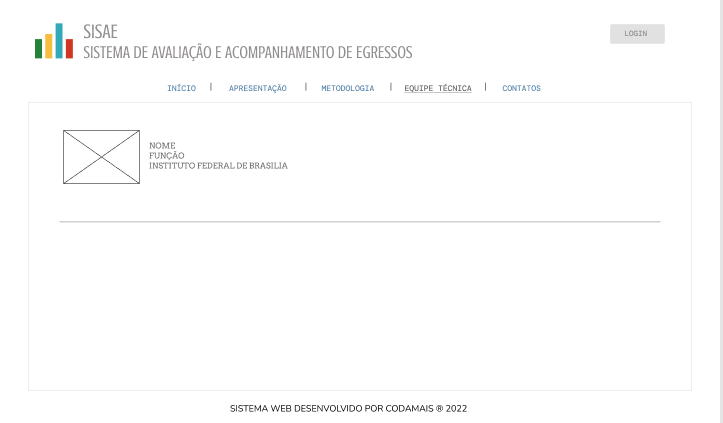 SISAE
SISTEMA DE AVALIAÇÃO E ACOMPANHAMENTO DE EGRESSOS
LOGIN
INÍCIO | APRESENTAÇÃO | METODOLOGIA | EQUIPE TÉCNICA | CONTATOS
NOME
FUNÇÃO
INSTITUTO FEDERAL DE BRASILIA
SISTEMA WEB DESENVOLVIDO POR CODAMAIS ® 2022